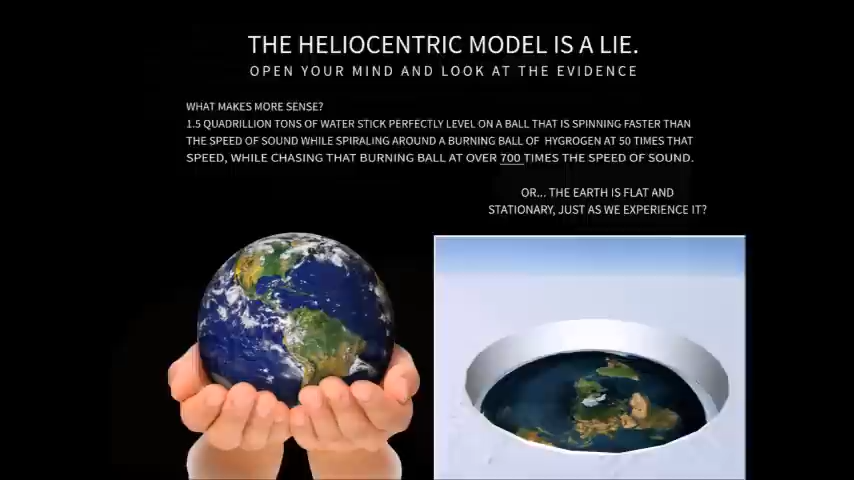 THE HELIOCENTRIC MODEL IS A LIE.
OPEN YOUR MIND AND LOOK AT THE EVIDENCE
WHAT MAKES MORE SENSE?
1.5 QUADRILLION TONS OF WATER STICK PERFECTLY LEVEL ON A BALL THAT IS SPINNING FASTER THAN
THE SPEED OF SOUND WHILE SPIRALING AROUND A BURNING BALL OF HYGROGEN AT 50 TIMES THAT
SPEED, WHILE CHASING THAT BURNING BALL AT OVER 700 TIMES THE SPEED OF SOUND.
OR... THE EARTH IS FLAT AND
STATIONARY, JUST AS WE EXPERIENCE IT?